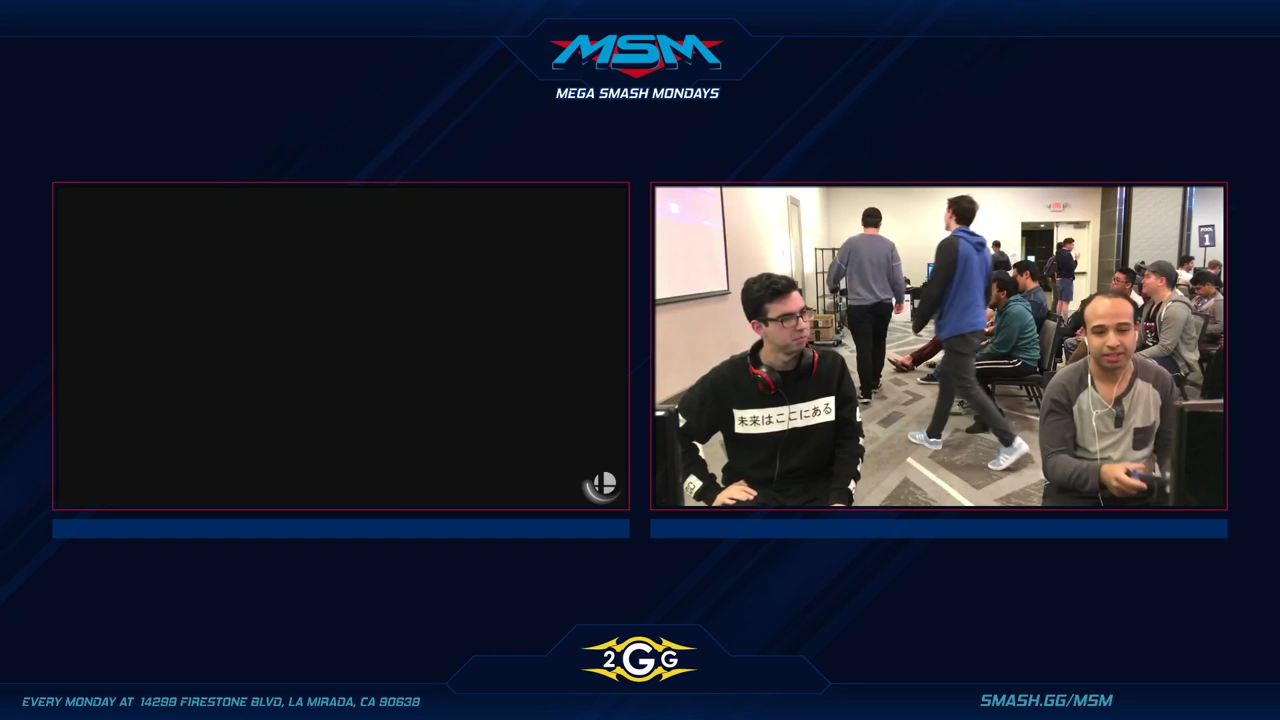 MSM
MEGA SMASH MONDAYS
POOL
1
未来はここにある
2GG
EVERY MONDAY AT 14299 FIRESTONE BLVD, LA MIRADA, CA 90638
SMASH.GG/MSM